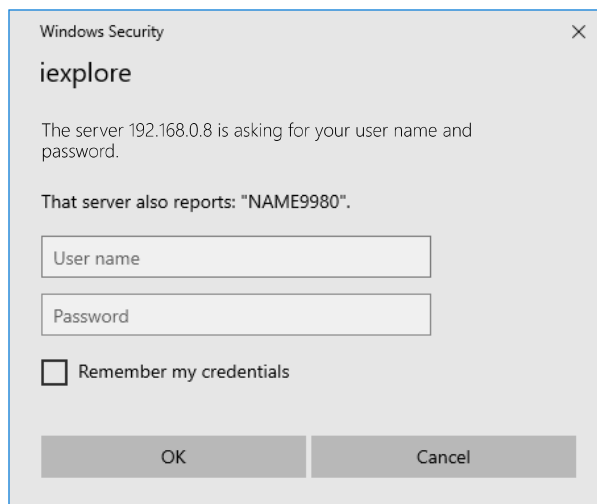 Windows Security
iexplore
The server 192.168.0.8 is asking for your user name and
password.
That server also reports: "NAME9980".
User name
Password
Remember my credentials
OK Cancel